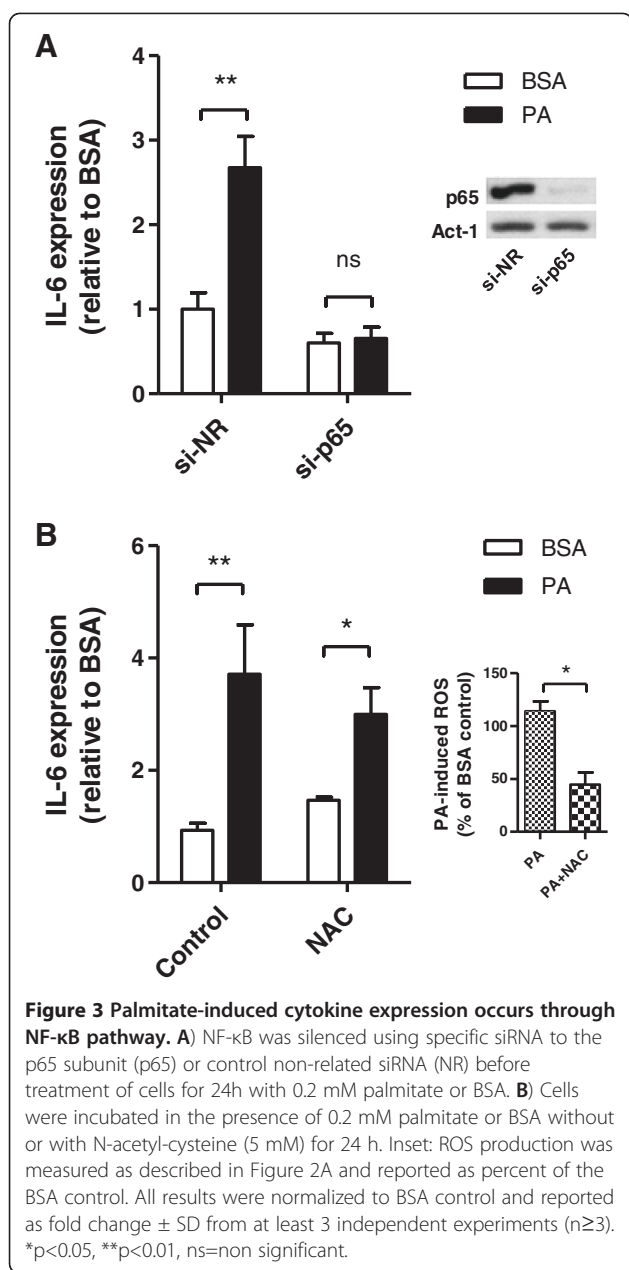 A
IL-6 expression
(relative to BSA)
4
3
2
1
0
**
ns
BSA
PA
p65
Act-1
si-NR
si-p65
si-NR
si-p65
B
IL-6 expression
(relative to BSA)
6
4
2
0
**
*
BSA
PA
Control
NAC
PA-induced ROS
(% of BSA control)
150
100
50
0
*
PA
PA+NAC
Figure 3 Palmitate-induced cytokine expression occurs through
NF-κB pathway. A) NF-κB was silenced using specific siRNA to the
p65 subunit (p65) or control non-related siRNA (NR) before
treatment of cells for 24h with 0.2 mM palmitate or BSA. B) Cells
were incubated in the presence of 0.2 mM palmitate or BSA without
or with N-acetyl-cysteine (5 mM) for 24 h. Inset: ROS production was
measured as described in Figure 2A and reported as percent of the
BSA control. All results were normalized to BSA control and reported
as fold change ± SD from at least 3 independent experiments (n≥3).
*p<0.05, **p<0.01, ns=non significant.